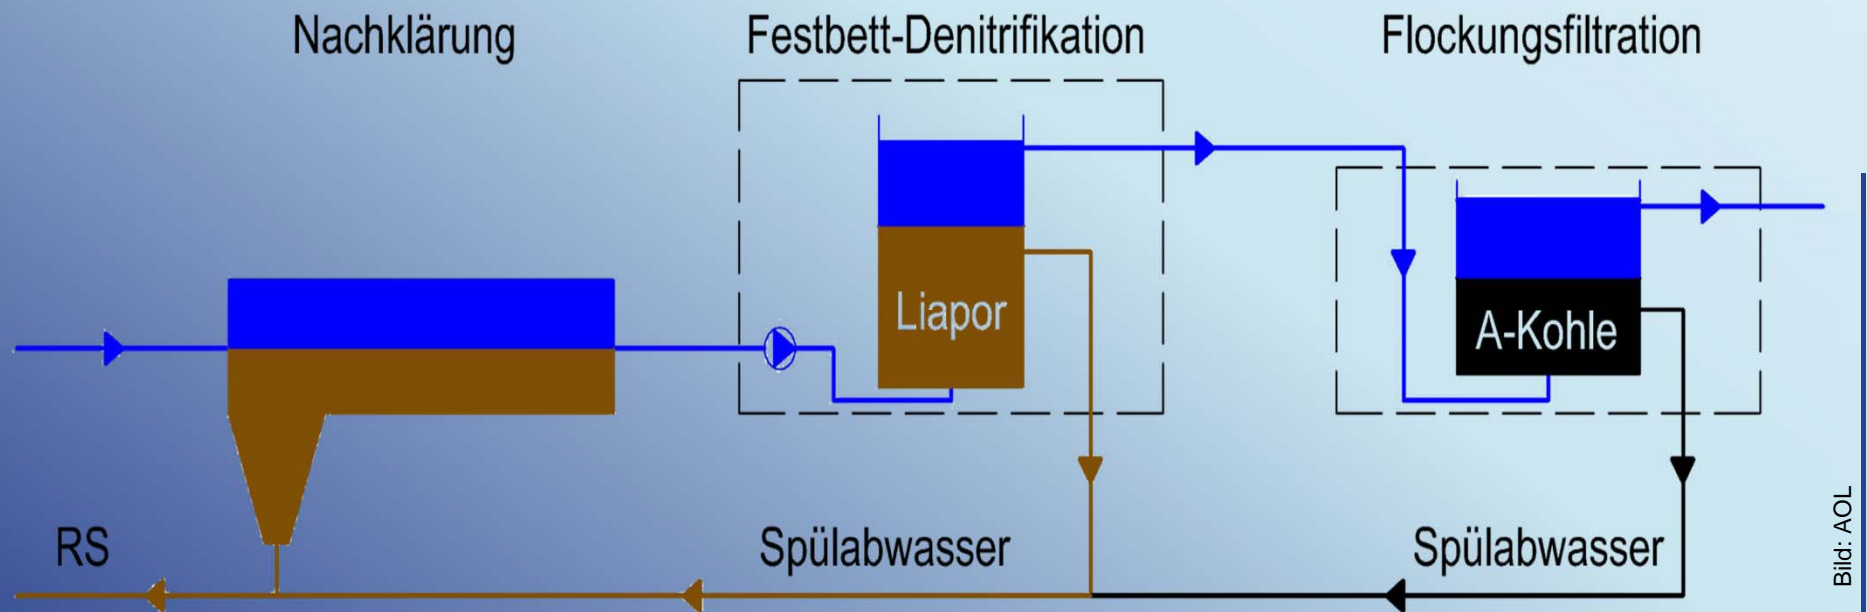 Nachklärung
Festbett-Denitrifikation
Flockungsfiltration
Liapor
A-Kohle
RS
Spülabwasser
Spülabwasser
Bild: AOL